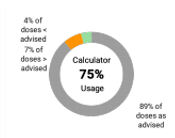 4% of
doses <
advised
7% of
doses >
advised
Calculator
75%
Usage
89% of
doses as
advised